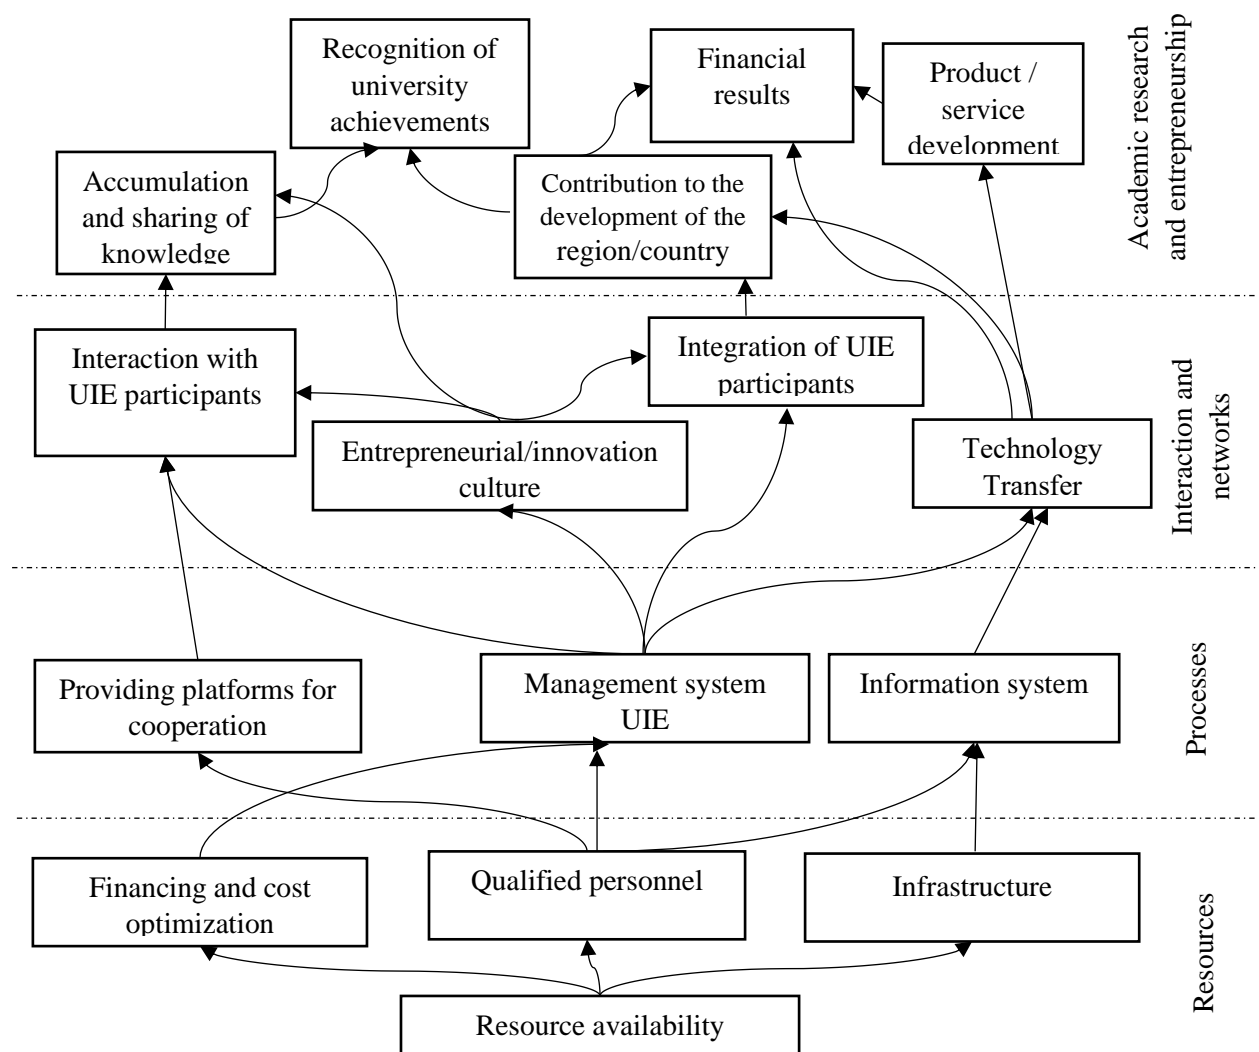 Recognition of
university
achievements
Financial
results
Product /
service
development
Academic research
and entrepreneurship
Accumulation
and sharing of
knowledge
Contribution to the
development of the
region/country
Interaction with
UIE participants
Integration of UIE
participants
Entrepreneurial/innovation
culture
Technology
Transfer
Interaction and
networks
Providing platforms for
cooperation
Management system
UIE
Information system
Processes
Financing and cost
optimization
Qualified personnel
Infrastructure
Resources
Resource availability